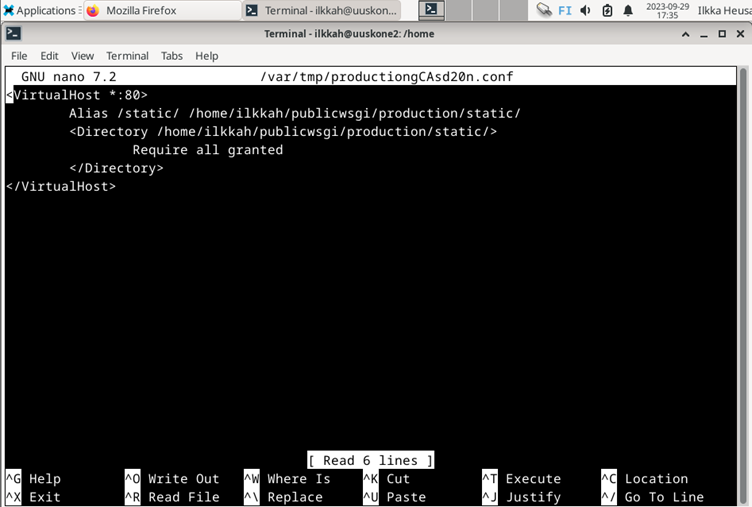 Applications
Mozilla Firefox
Terminal - ilkkah@uuskon...
FI
2023-09-29
17:35
Ilkka Heusa
Terminal - ilkkah@uuskone2: /home
File Edit View Terminal Tabs Help
GNU nano 7.2 /var/tmp/productiongCAsd20n.conf
<VirtualHost *:80>
Alias /static/ /home/ilkkah/publicwsgi/production/static/
<Directory /home/ilkkah/publicwsgi/production/static/>
Require all granted
</Directory>
</VirtualHost>
[ Read 6 lines ]
^G Help ^O Write Out ^W Where Is ^K Cut ^T Execute ^C Location
^X Exit ^R Read File ^\ Replace ^U Paste ^J Justify ^/ Go To Line